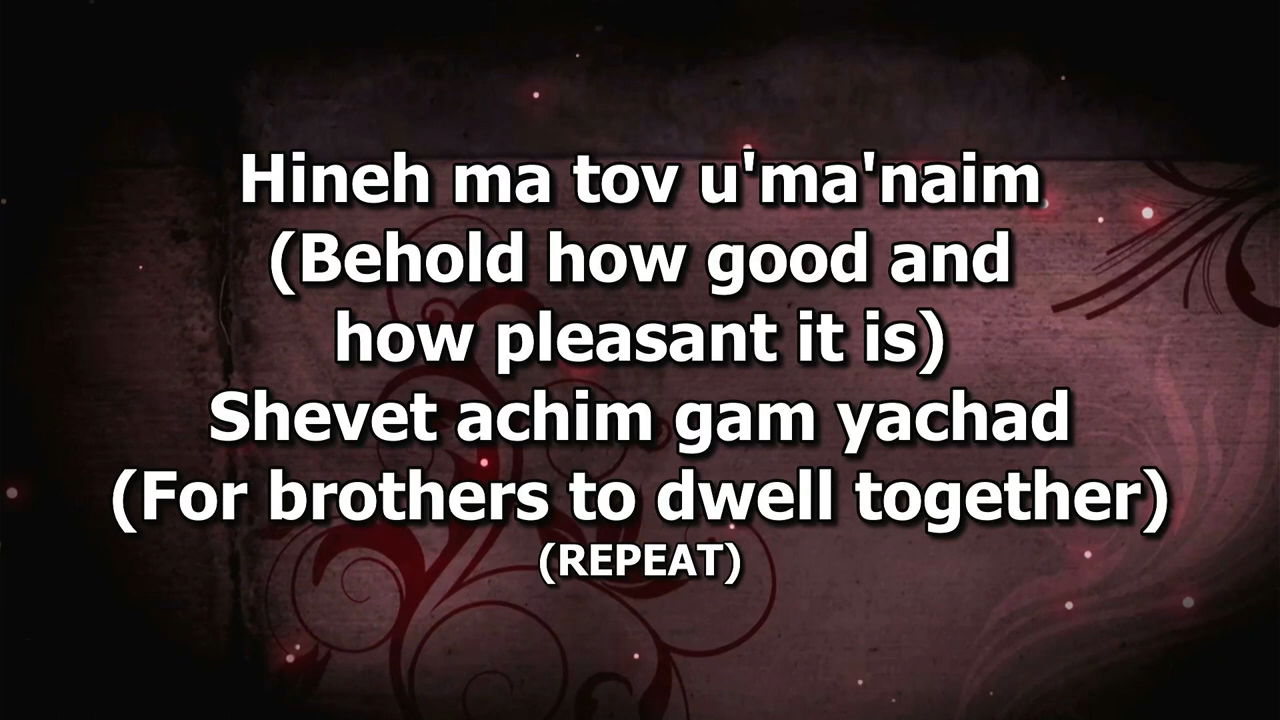 Hineh ma tov u'ma'naim
(Behold how good and
how pleasant it is)
Shevet achim gam yachad
(For brothers to dwell together)
(REPEAT)